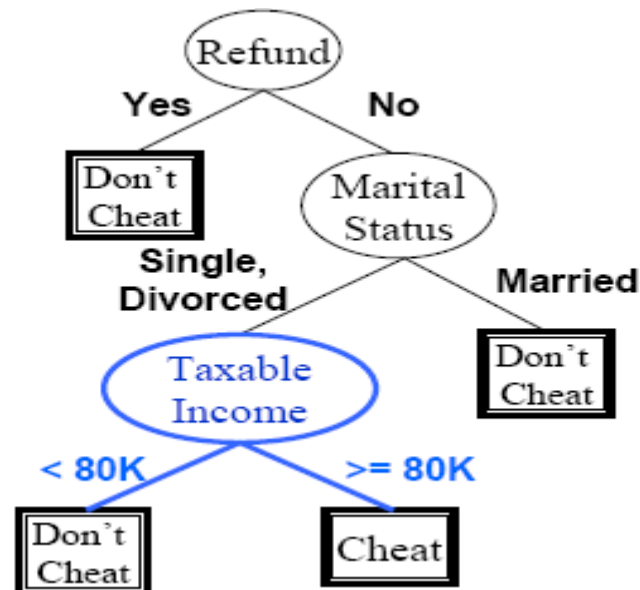 Refund
Yes
No
Don't
Cheat
Marital
Status
Single,
Divorced
Married
Taxable
Income
Don't
Cheat
< 80K
>= 80K
Don't
Cheat
Cheat